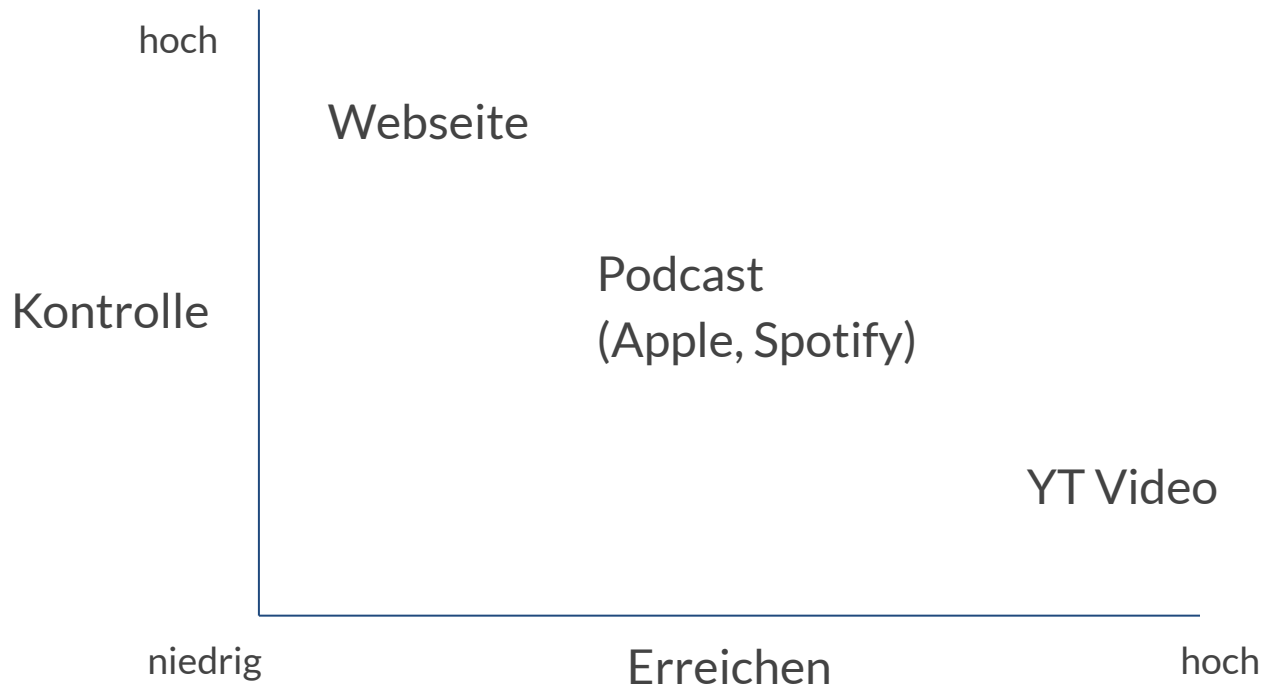 hoch
Webseite
Podcast
(Apple, Spotify)
Kontrolle
YT Video
niedrig
Erreichen
hoch